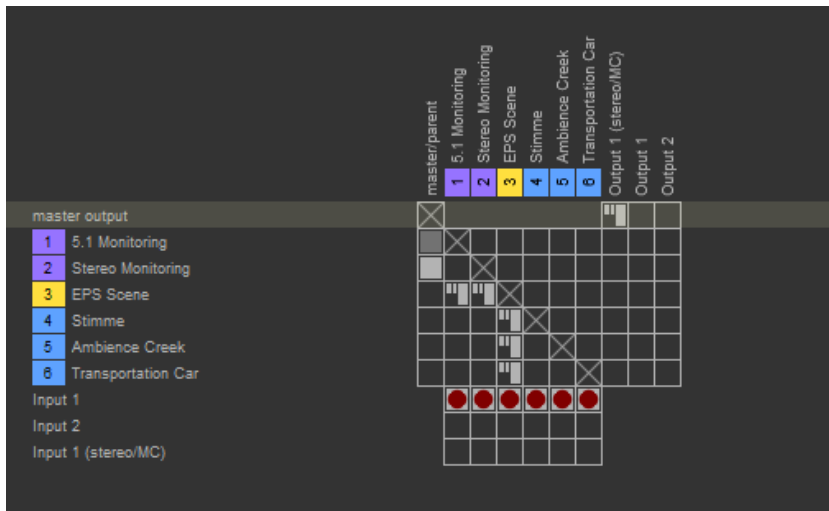 master/parent
1 5.1 Monitoring
2 Stereo Monitoring
3 EPS Scene
4 Stimme
5 Ambience Creek
6 Transportation Car
Output 1 (stereo/MC)
Output 1
Output 2
master output
1 5.1 Monitoring
2 Stereo Monitoring
3 EPS Scene
4 Stimme
5 Ambience Creek
6 Transportation Car
Input 1
Input 2
Input 1 (stereo/MC)